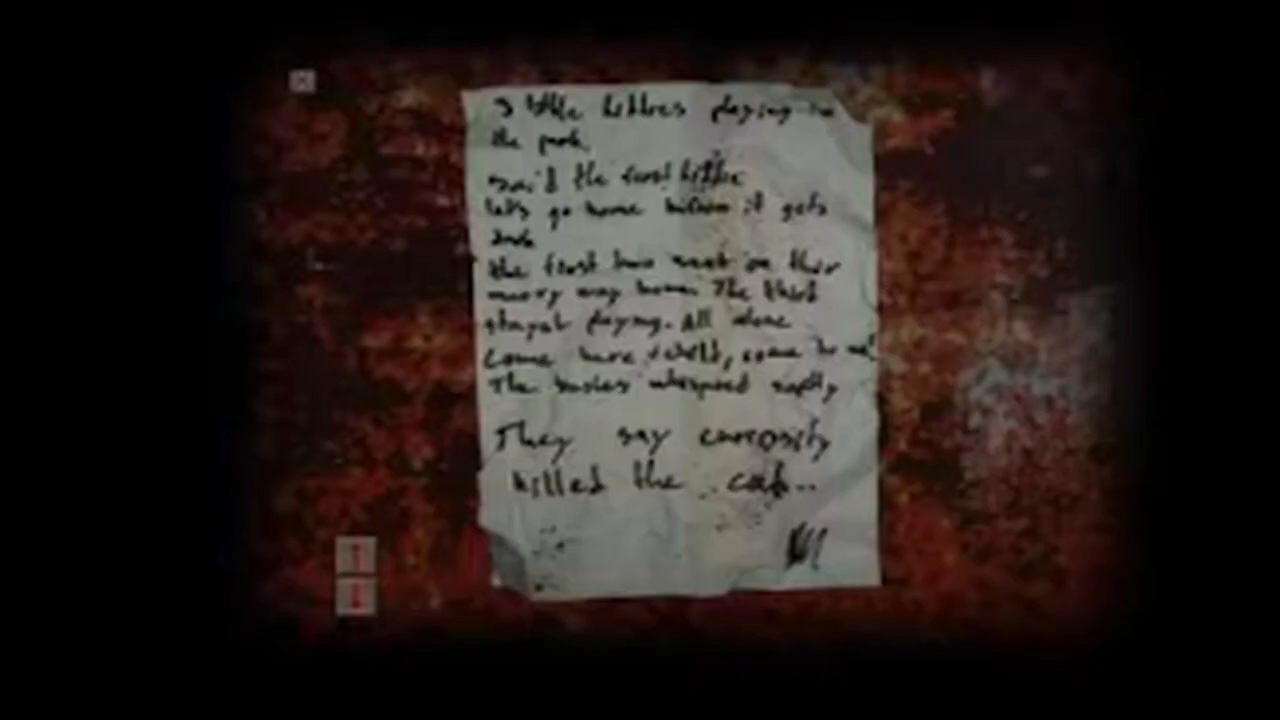 3 little kitties playing in
the park,
said the first kittie
let's go home before it gets
dark
the first two went on their
merry way home. The third
stayed playing. All alone
come here child, come to me!
The bushes whispered softly
They say curiosity
killed the cat..